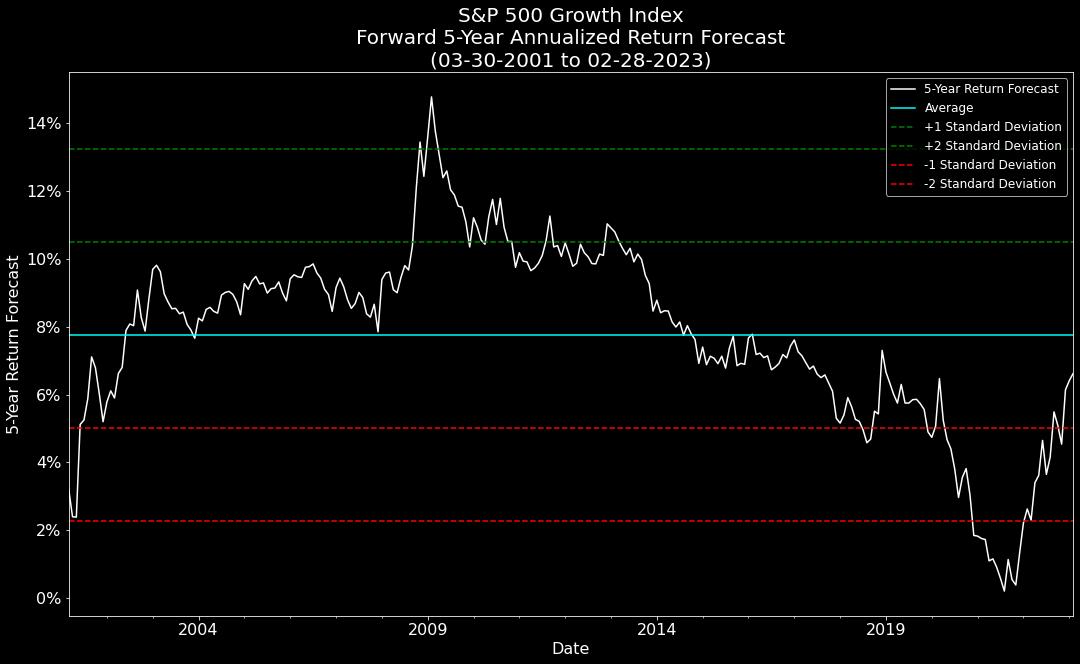 S&P 500 Growth Index
Forward 5-Year Annualized Return Forecast
(03-30-2001 to 02-28-2023)
5-Year Return Forecast
Average
+1 Standard Deviation
+2 Standard Deviation
-1 Standard Deviation
-2 Standard Deviation
5-Year Return Forecast
14%
12%
10%
8%
6%
4%
2%
0%
2004 2009 2014 2019
Date